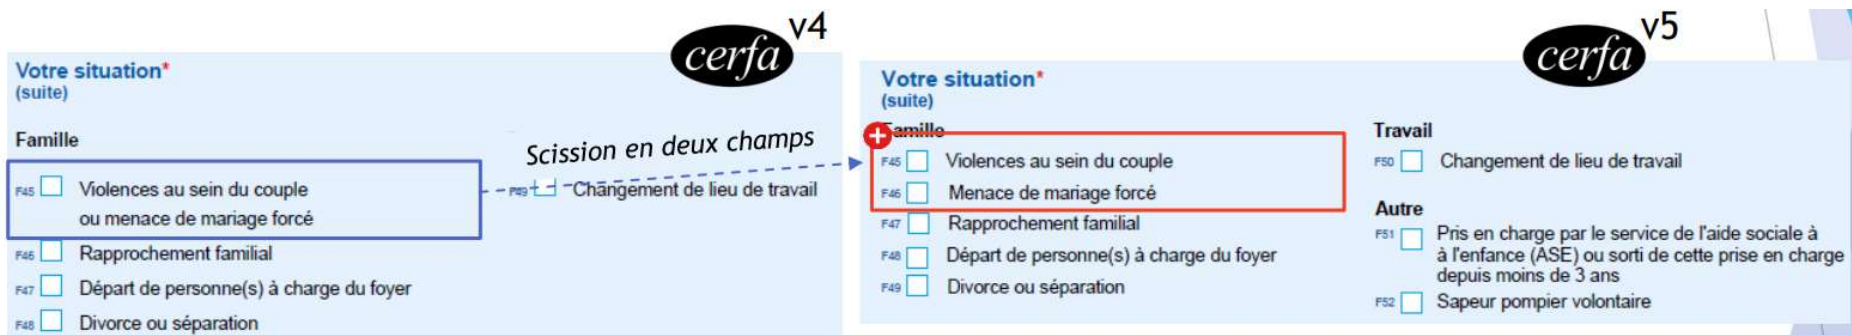 cerfa v4
Votre situation*
(suite)
Famille
F45 Violences au sein du couple
ou menace de mariage forcé
F46 Rapprochement familial
F47 Départ de personne(s) à charge du foyer
F48 Divorce ou séparation
F49 Changement de lieu de travail
Scission en deux champs
cerfa v5
Votre situation*
(suite)
Famille
F45 Violences au sein du couple
F46 Menace de mariage forcé
F47 Rapprochement familial
F48 Départ de personne(s) à charge du foyer
F49 Divorce ou séparation
Travail
F50 Changement de lieu de travail
Autre
F51 Pris en charge par le service de l'aide sociale à
à l'enfance (ASE) ou sorti de cette prise en charge
depuis moins de 3 ans
F52 Sapeur pompier volontaire